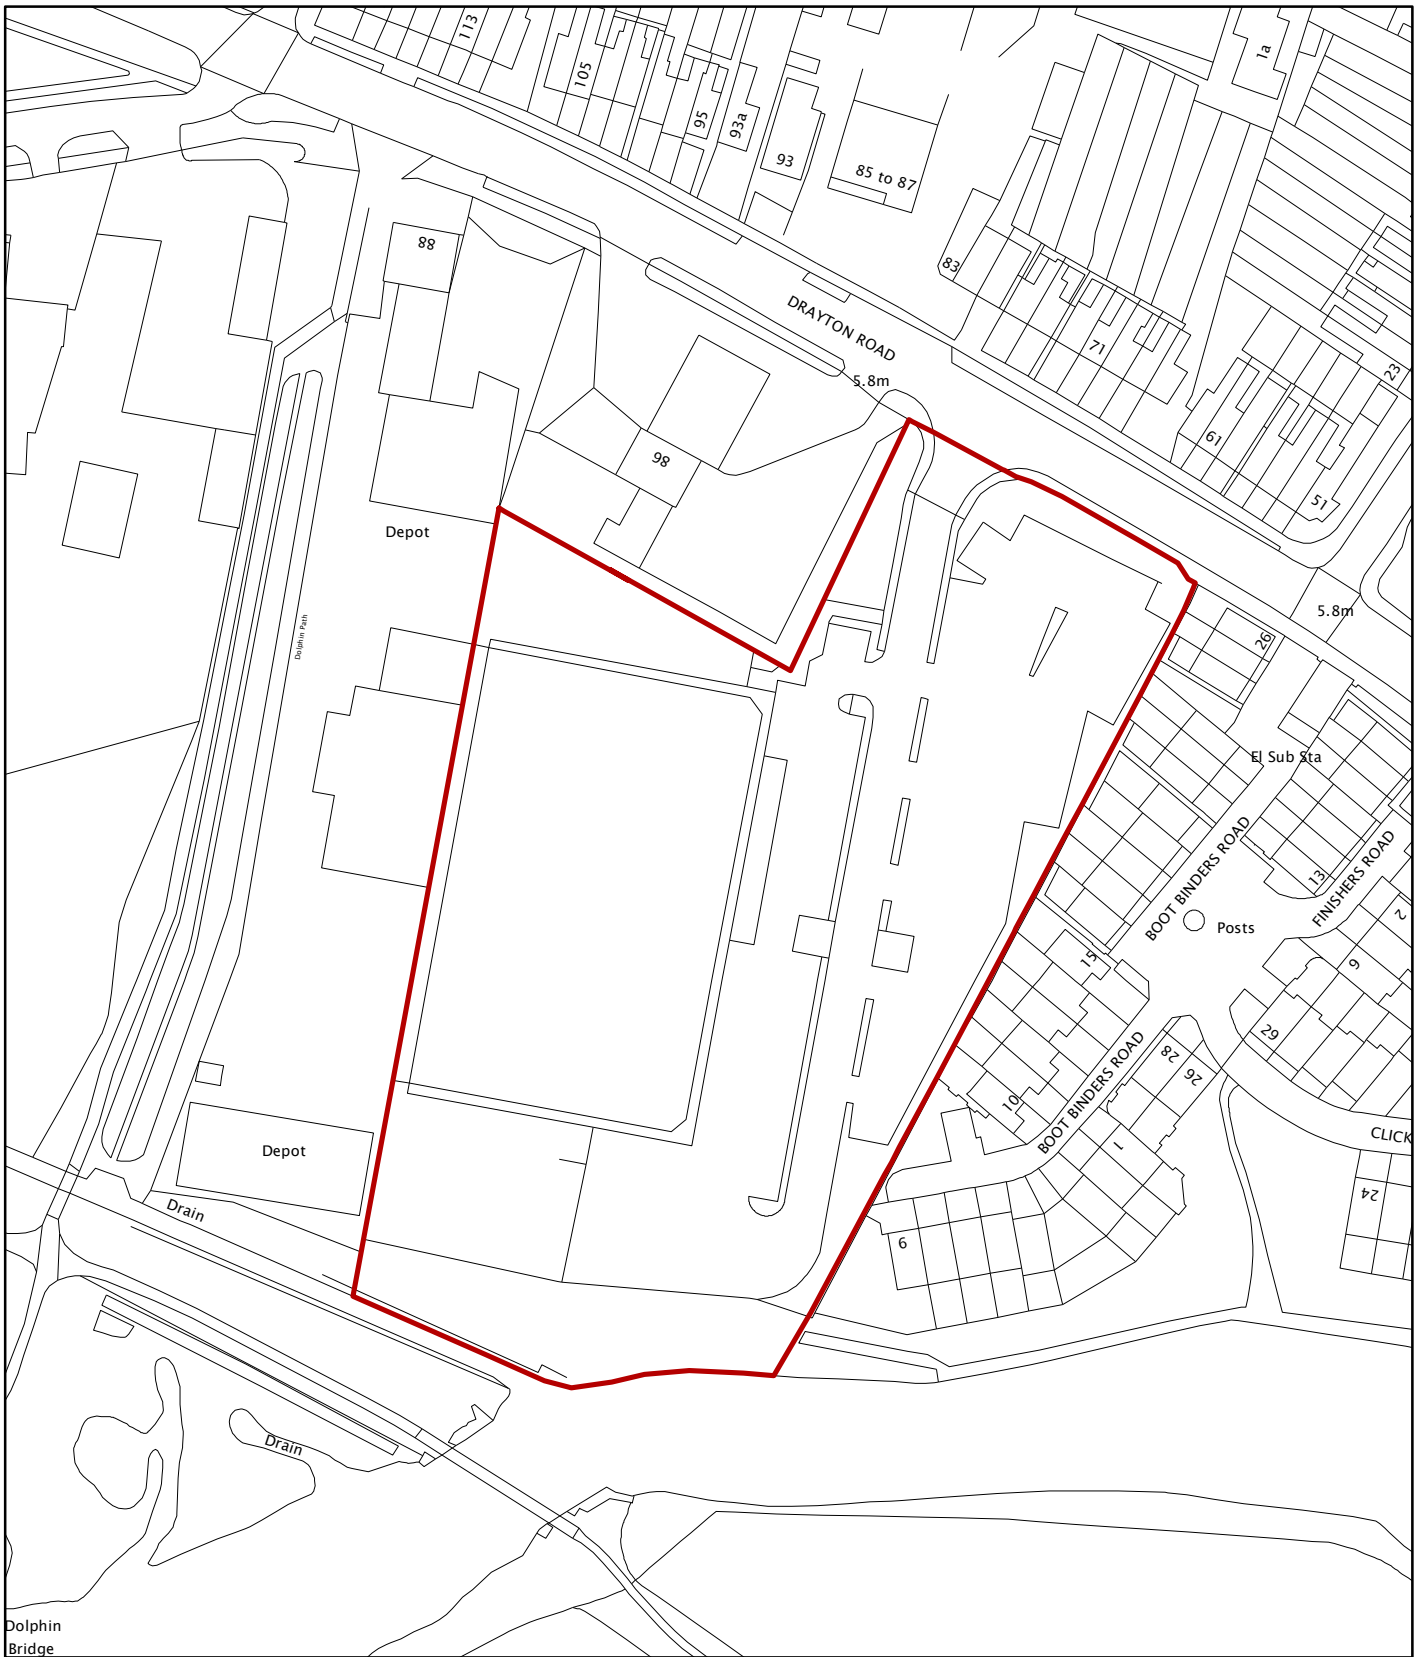 113
105
95
93a
93
85 to 87
1a
88
83
DRAYTON ROAD
5.8m
71
23
61
51
98
Depot
5.8m
26
Dolphin Path
El Sub Sta
BOOT BINDERS ROAD
13
FINISHERS ROAD
2
Posts
15
6
29
28
26
10
BOOT BINDERS ROAD
1
CLICK
24
Depot
Drain
9
Drain
Dolphin
Bridge